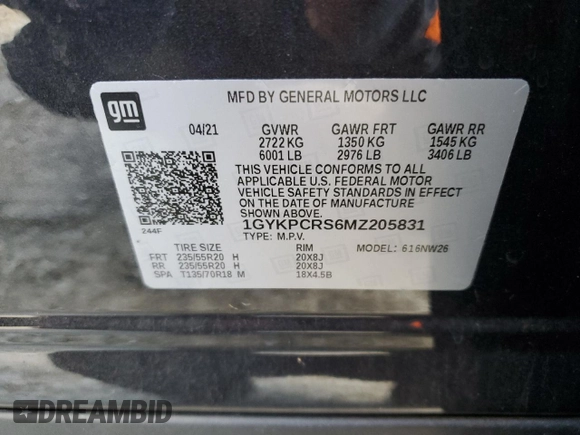 gm
MFD BY GENERAL MOTORS LLC
04/21 GVWR GAWR FRT GAWR RR
2722 KG 1350 KG 1545 KG
6001 LB 2976 LB 3406 LB
THIS VEHICLE CONFORMS TO ALL
APPLICABLE U.S. FEDERAL MOTOR
VEHICLE SAFETY STANDARDS IN EFFECT
ON THE DATE OF MANUFACTURE
SHOWN ABOVE.
1GYKPCRS6MZ205831
244F
TYPE: M.P.V.
TIRE SIZE RIM MODEL: 616NW26
FRT 235/55R20 H 20X8J
RR 235/55R20 H 20X8J
SPA T135/70R18 M 18X4.5B
DREAMBID